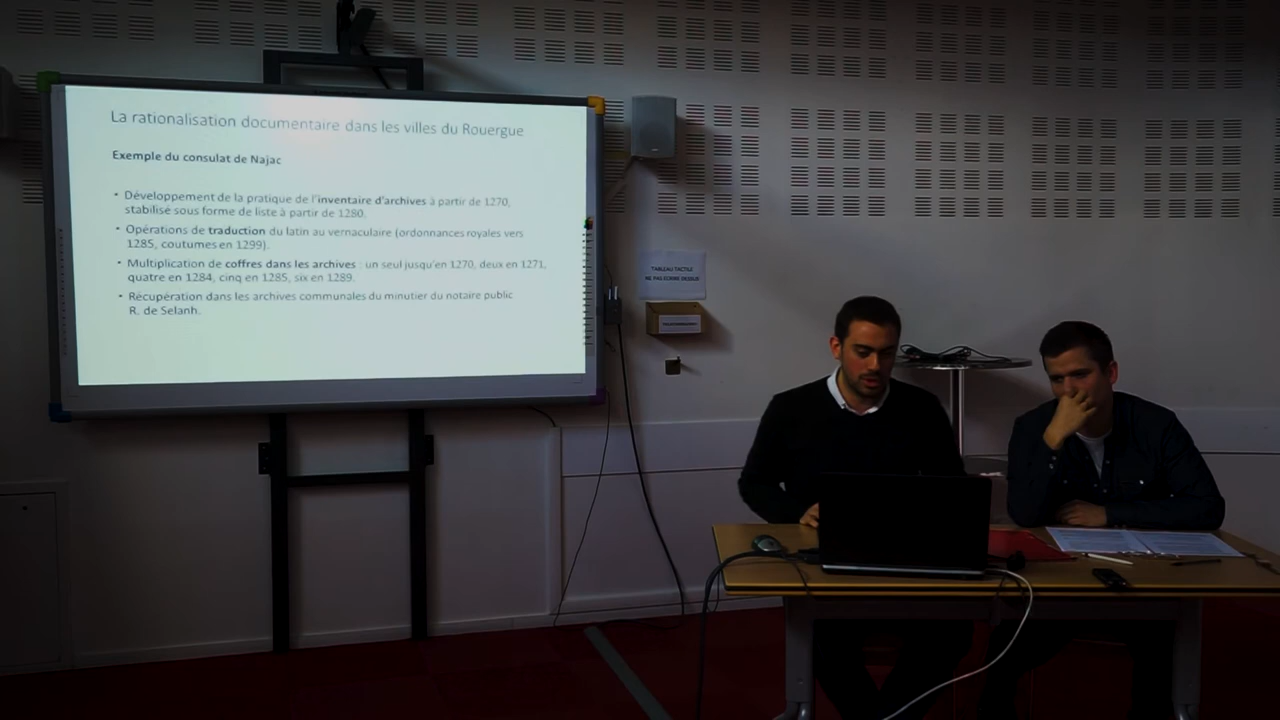 La rationalisation documentaire dans les villes du Rouergue
Exemple du consulat de Najac
• Développement de la pratique de l'inventaire d'archives à partir de 1270,
stabilisé sous forme de liste à partir de 1280.
• Opérations de traduction du latin au vernaculaire (ordonnances royales vers
1285, coutumes en 1299).
• Multiplication de coffres dans les archives : un seul jusqu'en 1270, deux en 1271,
quatre en 1284, cinq en 1285, six en 1289.
• Récupération dans les archives communales du minutier du notaire public
R. de Selanh.
TABLEAU TACTILE
NE PAS ECRIRE DESSUS